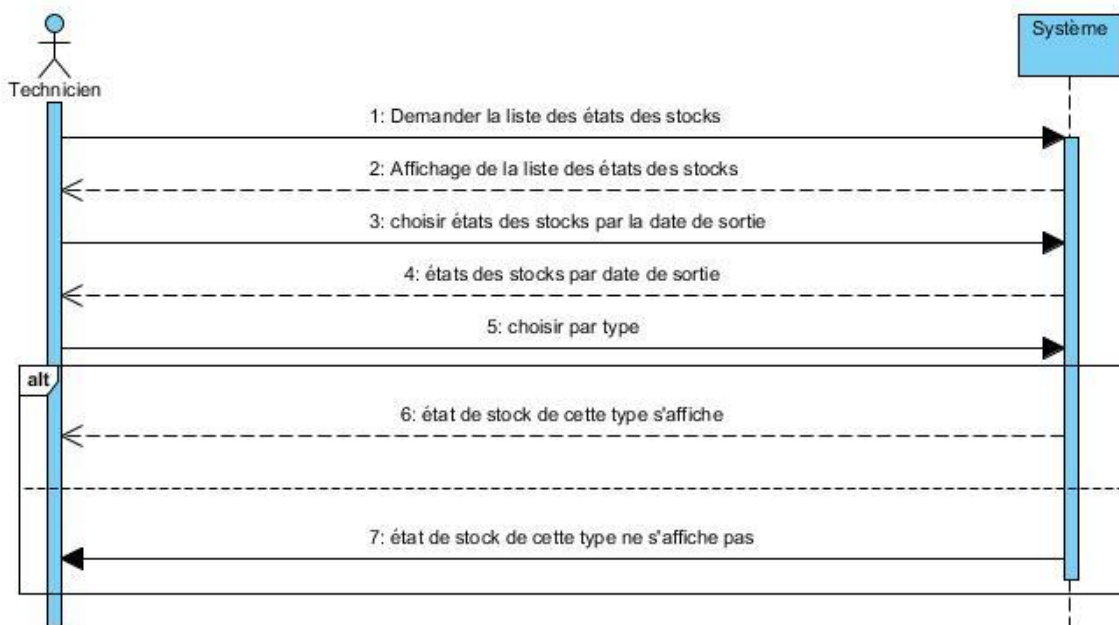 Système
Technicien
1: Demander la liste des états des stocks
2: Affichage de la liste des états des stocks
3: choisir états des stocks par la date de sortie
4: états des stocks par date de sortie
5: choisir par type
alt
6: état de stock de cette type s'affiche
7: état de stock de cette type ne s'affiche pas